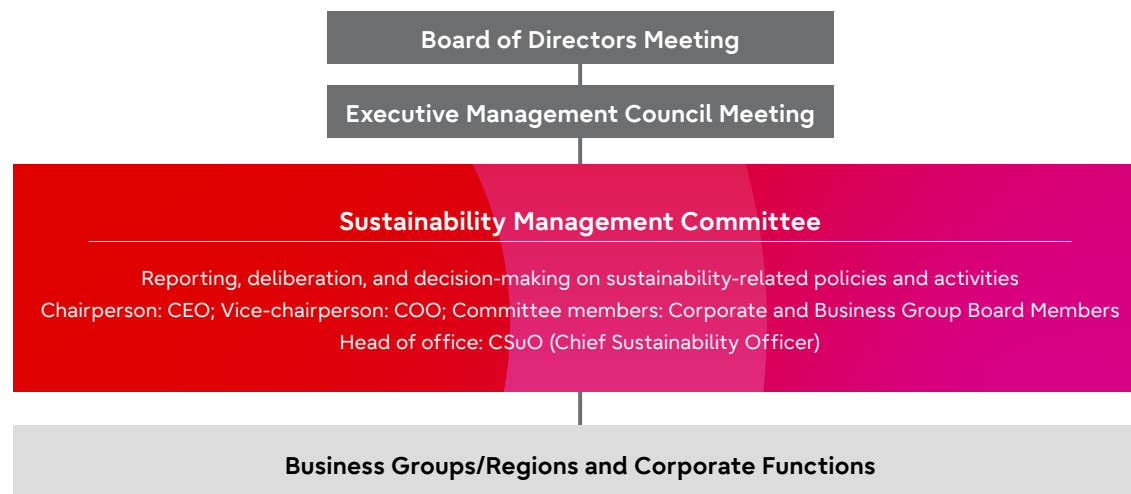 Board of Directors Meeting
Executive Management Council Meeting
Sustainability Management Committee
Reporting, deliberation, and decision-making on sustainability-related policies and activities
Chairperson: CEO; Vice-chairperson: COO; Committee members: Corporate and Business Group Board Members
Head of office: CSuO (Chief Sustainability Officer)
Business Groups/Regions and Corporate Functions